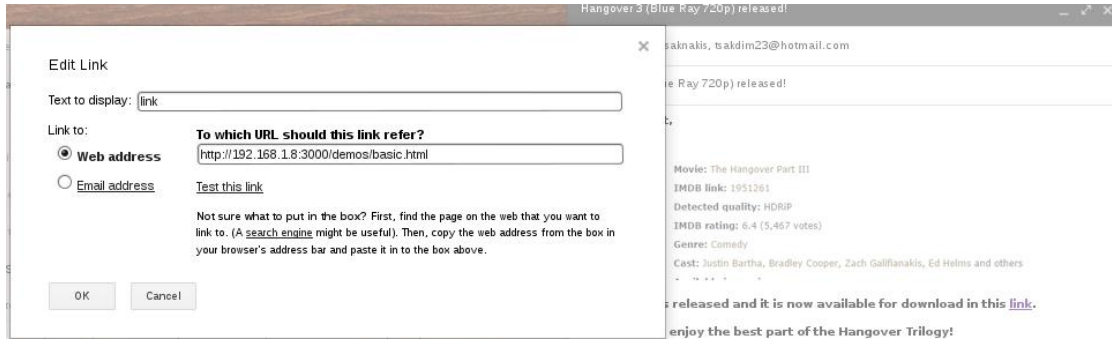 Hangover 3 (Blue Ray 720p) released!
Edit Link
Text to display: link
Link to:
To which URL should this link refer?
Web address
http://192.168.1.8:3000/demos/basic.html
Email address
Test this link
Not sure what to put in the box? First, find the page on the web that you want to
link to. (A search engine might be useful). Then, copy the web address from the box in
your browser's address bar and paste it in to the box above.
OK
Cancel
saknakis, tsakdim23@hotmail.com
Ray 720p) released!
Movie: The Hangover Part III
IMDB link: 1951261
Detected quality: HDRiP
IMDB rating: 6.4 (5,467 votes)
Genre: Comedy
Cast: Justin Bartha, Bradley Cooper, Zach Galifianakis, Ed Helms and others
released and it is now available for download in this link.
enjoy the best part of the Hangover Trilogy!